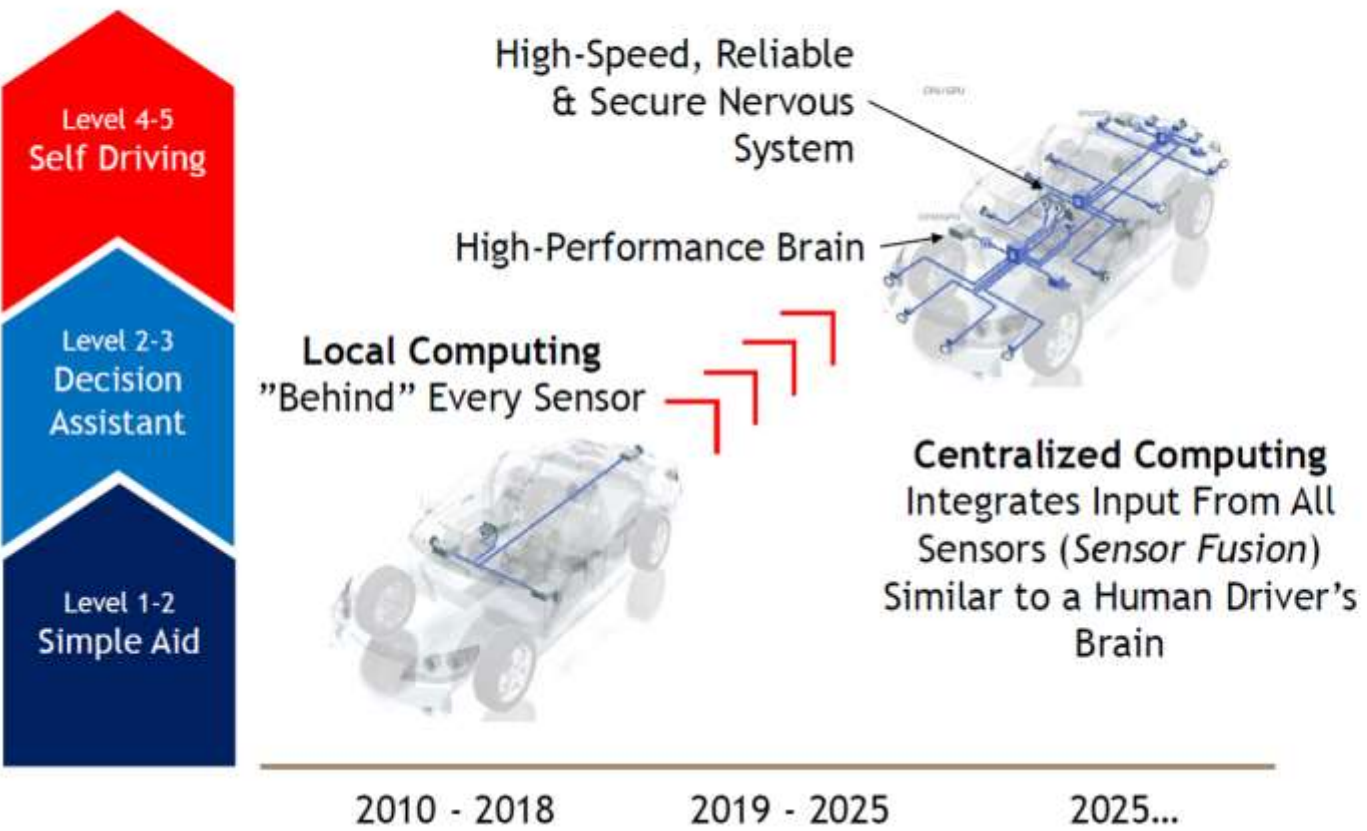 Level 4-5
Self Driving
Level 2-3
Decision
Assistant
Level 1-2
Simple Aid
High-Speed, Reliable
& Secure Nervous
System
High-Performance Brain
Local Computing
”Behind” Every Sensor
Centralized Computing
Integrates Input From All
Sensors (Sensor Fusion)
Similar to a Human Driver’s
Brain
2010 - 2018
2019 - 2025
2025...